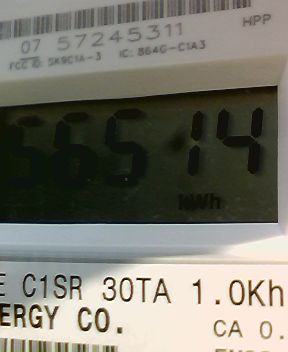 HPP
07 57245311
FCC ID: SK9C1A-3 IC: 864G-C1A3
56514
kWh
E C1SR 30TA 1.0Kh
ERGY CO.
CA 0.